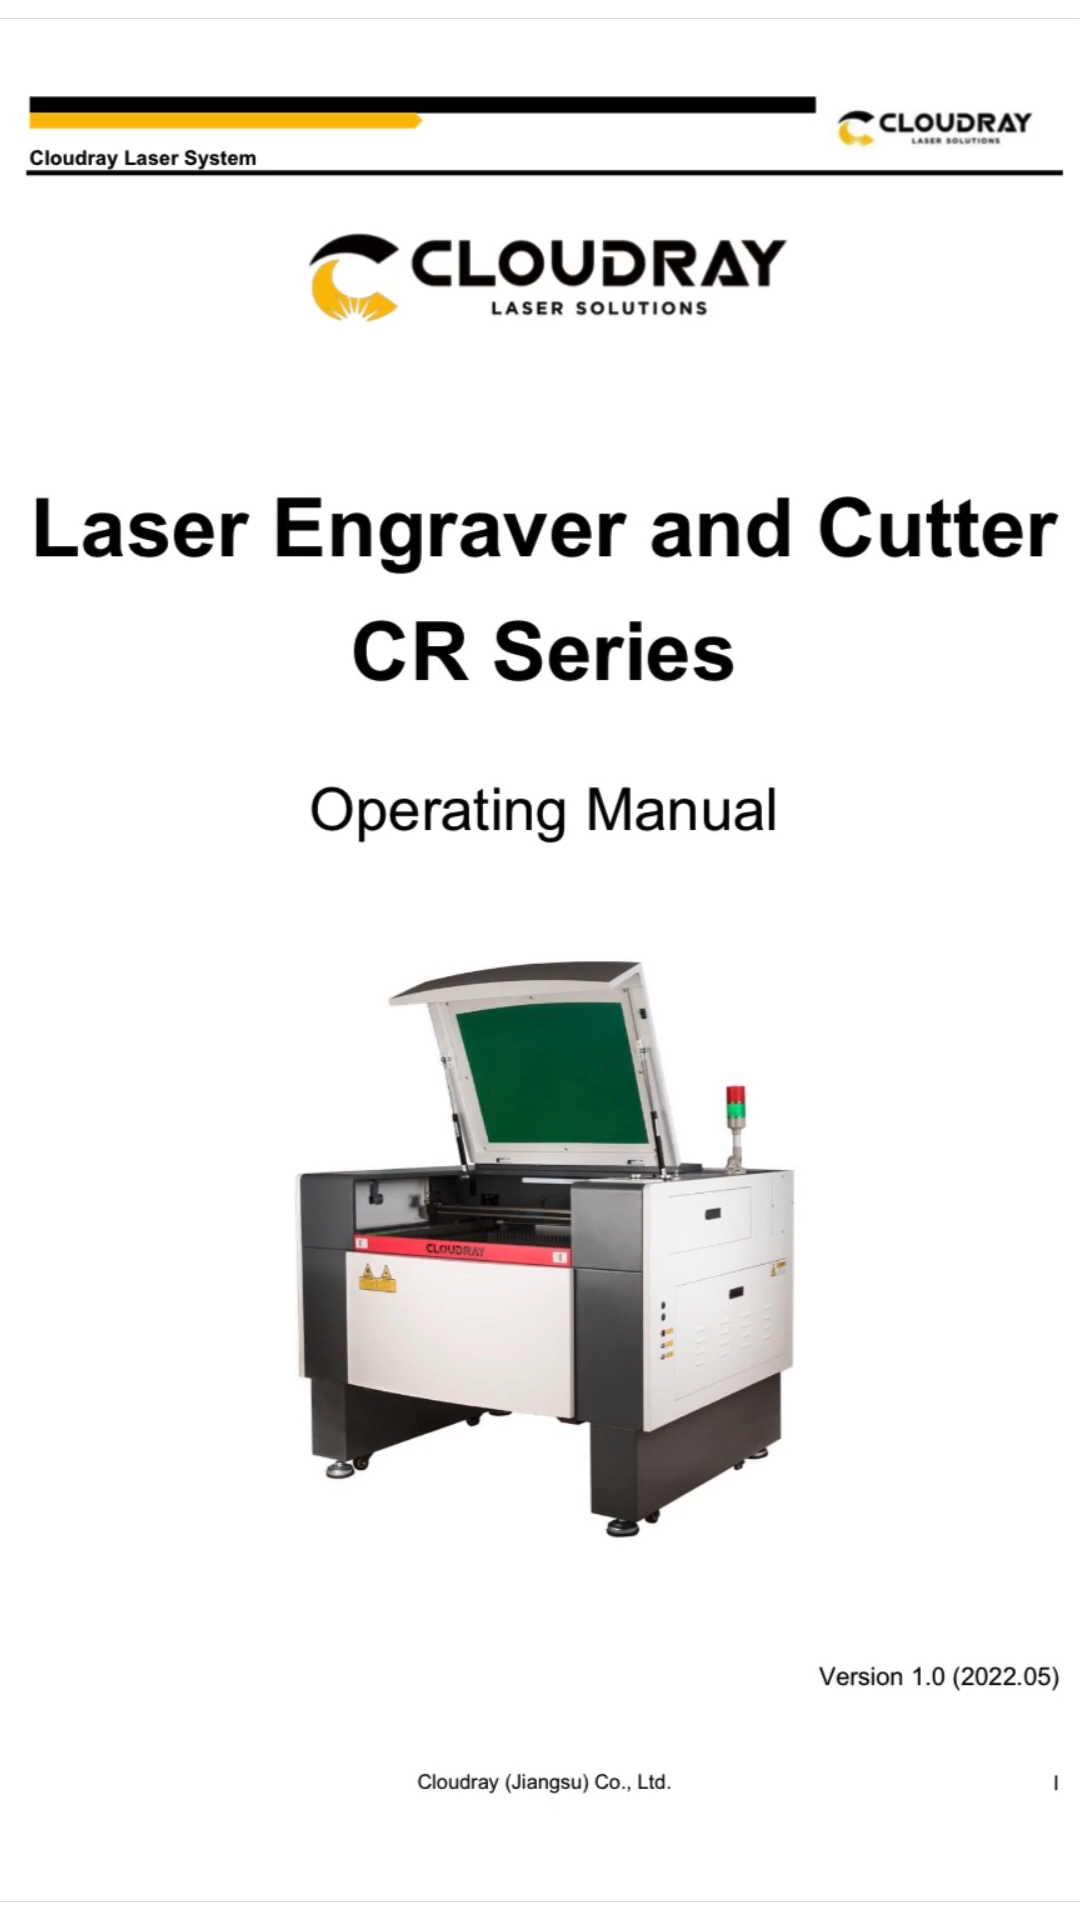 CLOUDRAY
LASER SOLUTIONS
Cloudray Laser System
CLOUDRAY
LASER SOLUTIONS
Laser Engraver and Cutter
CR Series
Operating Manual
CLOUDRAY
Version 1.0 (2022.05)
Cloudray (Jiangsu) Co., Ltd.
I